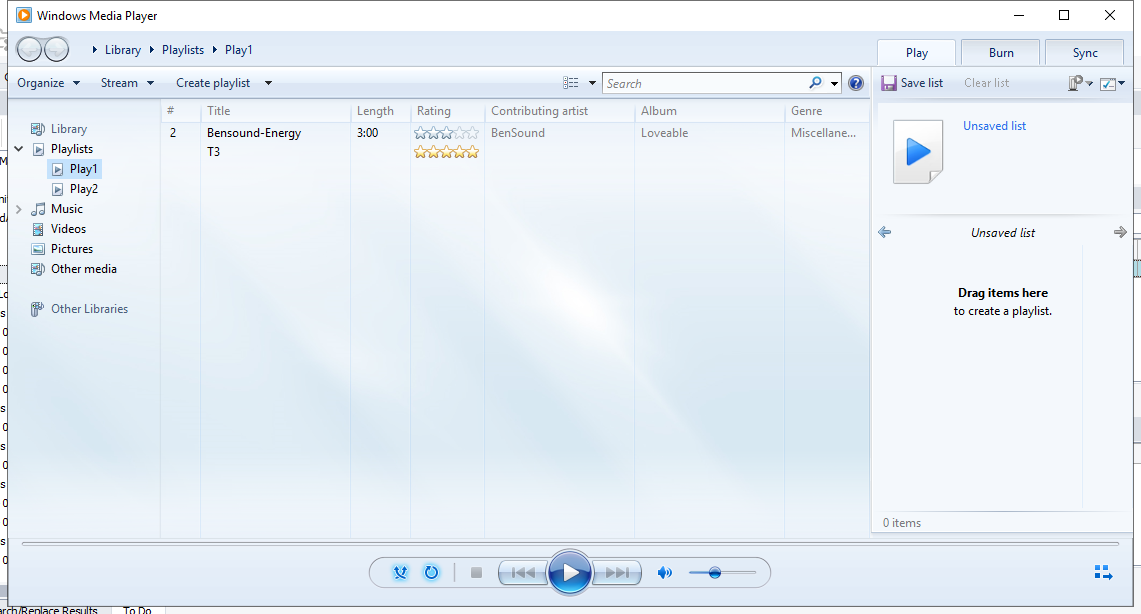 Windows Media Player
Library Playlists Play1
Play Burn Sync
Organize Stream Create playlist Search Save list Clear list
# Title Length Rating Contributing artist Album Genre
2 Bensound-Energy 3:00 BenSound Loveable Miscellane...
T3
Library
Playlists
Play1
Play2
Music
Videos
Pictures
Other media
Other Libraries
Unsaved list
Unsaved list
Drag items here
to create a playlist.
0 items
arch/Replace Results To Do